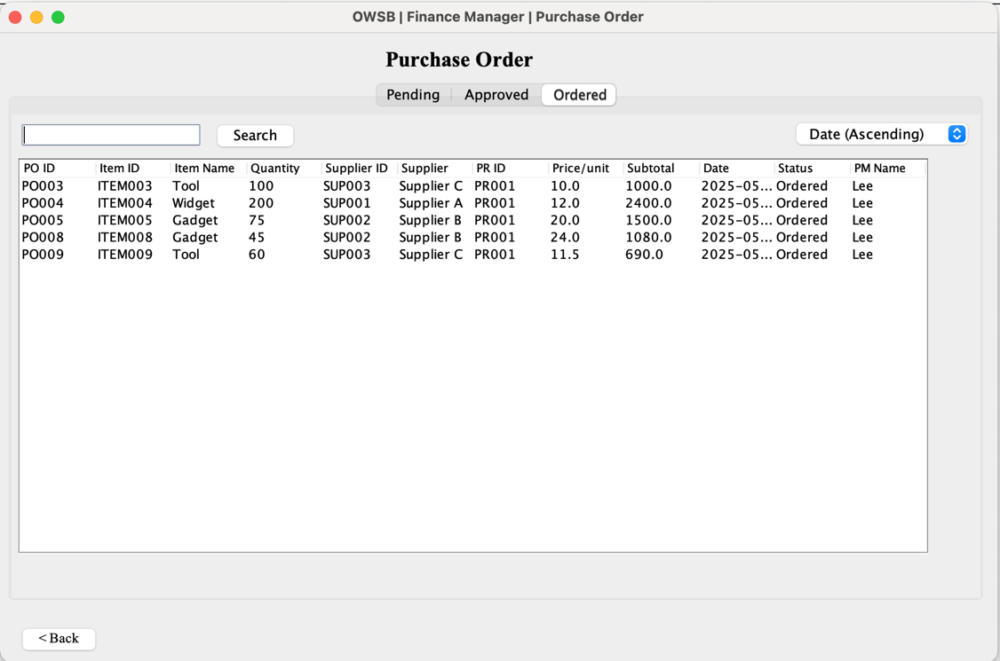 OWSB | Finance Manager | Purchase Order
Purchase Order
Pending Approved Ordered
Search Date (Ascending)
PO ID Item ID Item Name Quantity Supplier ID Supplier PR ID Price/unit Subtotal Date Status PM Name
PO003 ITEM003 Tool 100 SUP003 Supplier C PR001 10.0 1000.0 2025-05... Ordered Lee
PO004 ITEM004 Widget 200 SUP001 Supplier A PR001 12.0 2400.0 2025-05... Ordered Lee
PO005 ITEM005 Gadget 75 SUP002 Supplier B PR001 20.0 1500.0 2025-05... Ordered Lee
PO008 ITEM008 Gadget 45 SUP002 Supplier B PR001 24.0 1080.0 2025-05... Ordered Lee
PO009 ITEM009 Tool 60 SUP003 Supplier C PR001 11.5 690.0 2025-05... Ordered Lee
< Back